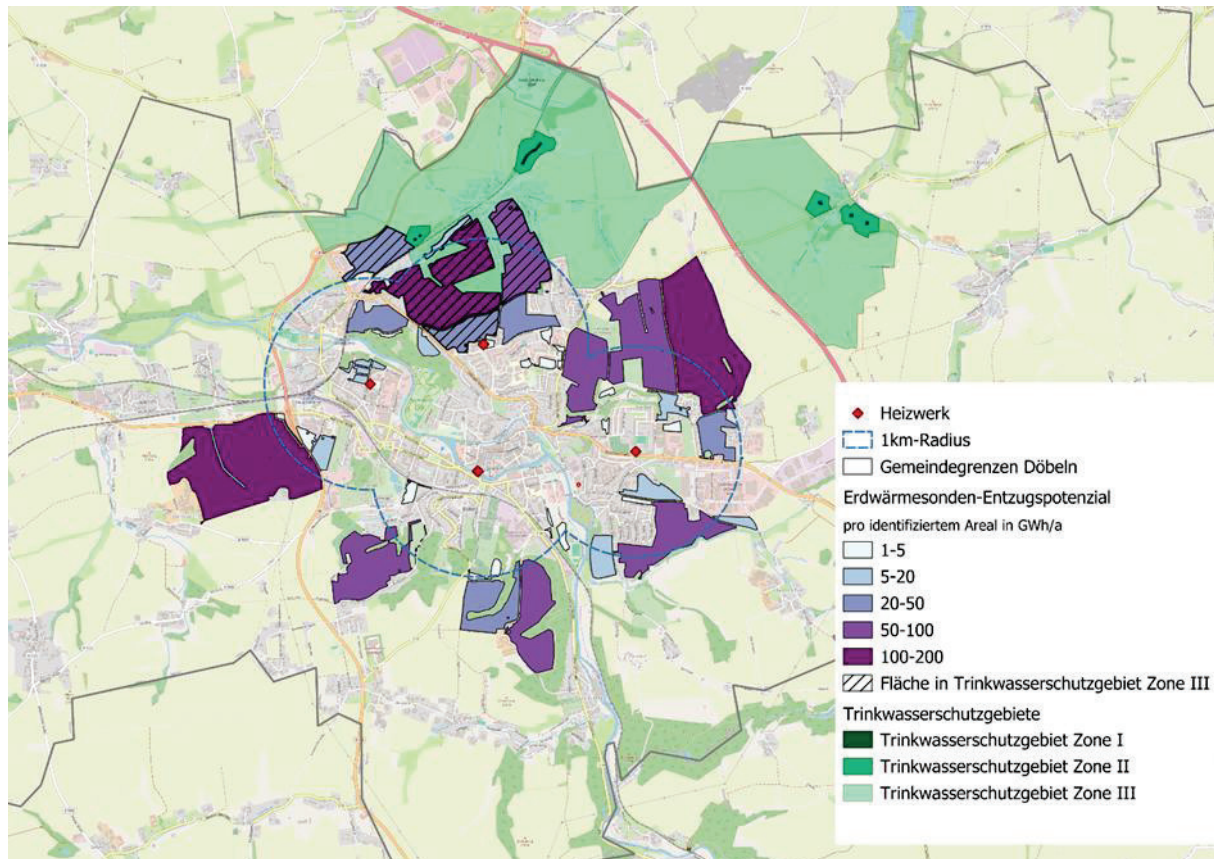 Heizwerk
1km-Radius
Gemeindegrenzen Döbeln
Erdwärmesonden-Entzugspotenzial
pro identifiziertem Areal in GWh/a
1-5
5-20
20-50
50-100
100-200
Fläche in Trinkwasserschutzgebiet Zone III
Trinkwasserschutzgebiete
Trinkwasserschutzgebiet Zone I
Trinkwasserschutzgebiet Zone II
Trinkwasserschutzgebiet Zone III